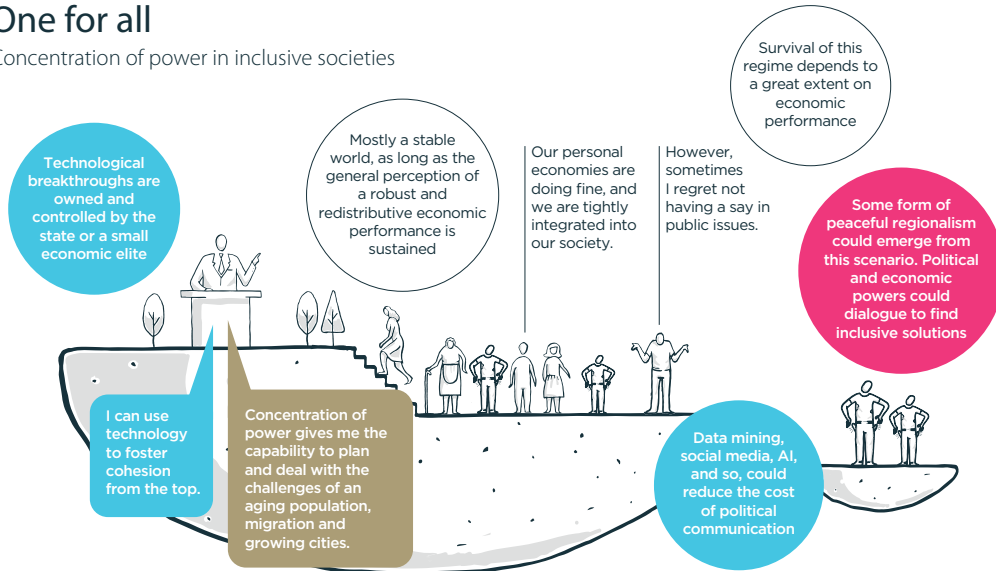 One for all
Concentration of power in inclusive societies
Technological
breakthroughs are
owned and
controlled by the
state or a small
economic elite
Mostly a stable
world, as long as the
general perception of
a robust and
redistributive economic
performance is
sustained
Our personal
economies are
doing fine, and
we are tightly
integrated into
our society.
However,
sometimes
I regret not
having a say in
public issues.
Survival of this
regime depends to
a great extent on
economic
performance
Some form of
peaceful regionalism
could emerge from
this scenario. Political
and economic
powers could
dialogue to find
inclusive solutions
I can use
technology
to foster
cohesion
from the top.
Concentration of
power gives me the
capability to plan
and deal with the
challenges of an
aging population,
migration and
growing cities.
Data mining,
social media, AI,
and so, could
reduce the cost
of political
communication